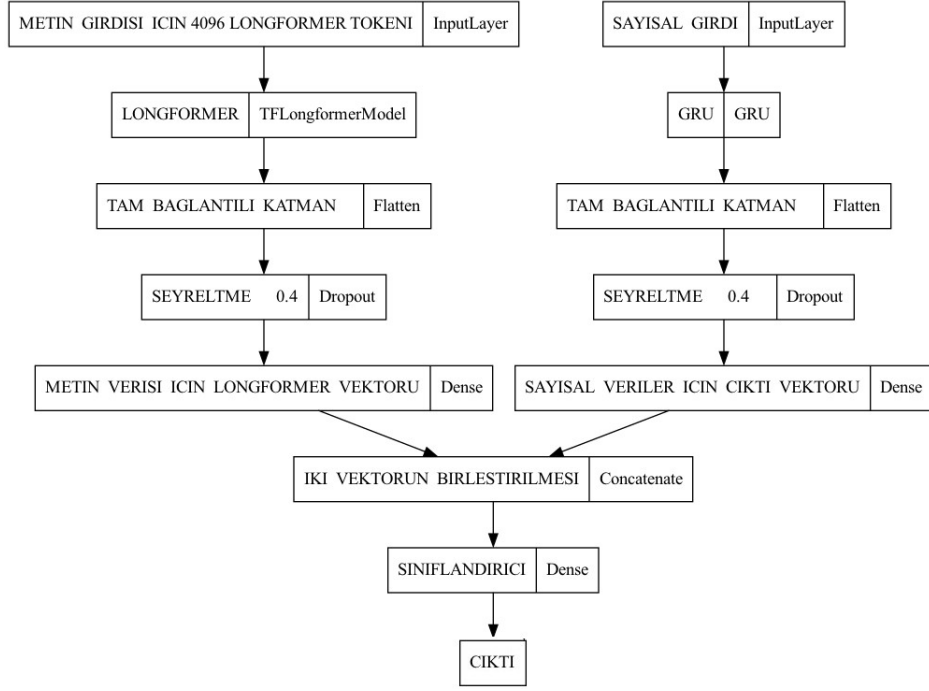 METIN GIRDISI ICIN 4096 LONGFORMER TOKENI InputLayer
SAYISAL GIRDI InputLayer
LONGFORMER TFLongformerModel
GRU GRU
TAM BAGLANTILI KATMAN Flatten
TAM BAGLANTILI KATMAN Flatten
SEYRELTME 0.4 Dropout
SEYRELTME 0.4 Dropout
METIN VERISI ICIN LONGFORMER VEKTORU Dense
SAYISAL VERILER ICIN CIKTI VEKTORU Dense
IKI VEKTORUN BIRLESTIRILMESI Concatenate
SINIFLANDIRICI Dense
CIKTI